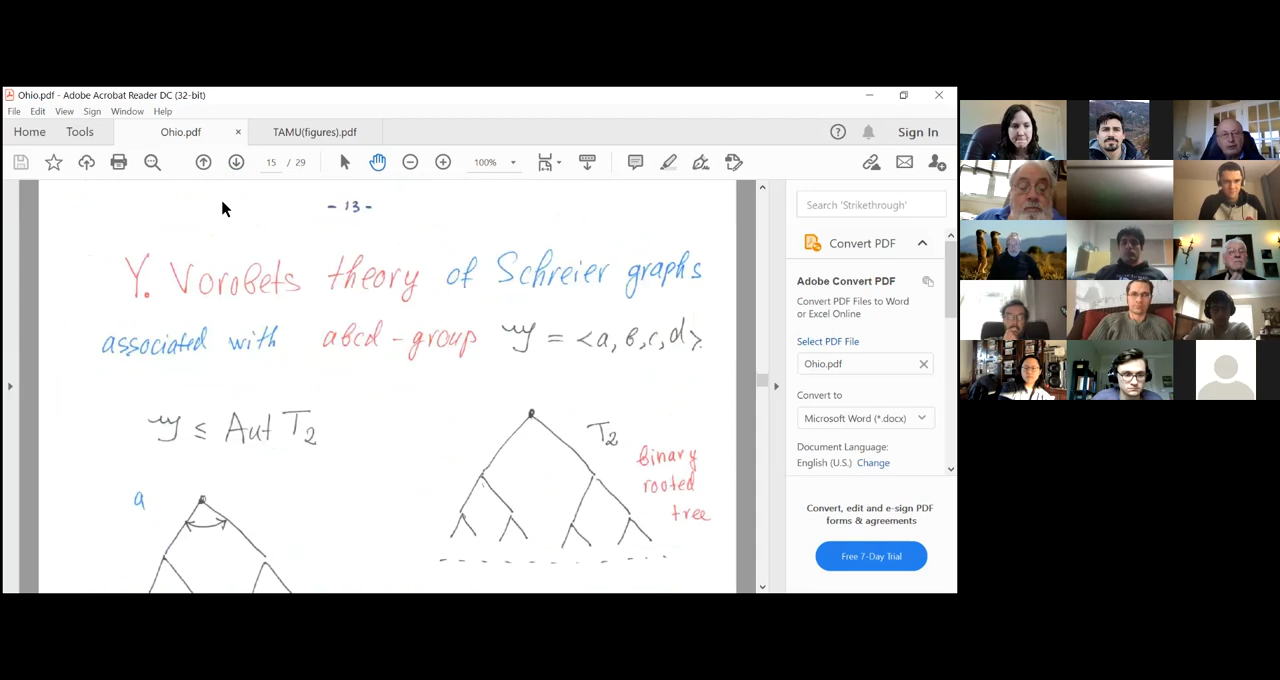 Ohio.pdf - Adobe Acrobat Reader DC (32-bit)
File Edit View Sign Window Help
Home Tools Ohio.pdf × TAMU(figures).pdf Sign In
15 / 29 100%
- 13 -
Y. Vorobets theory of Schreier graphs
associated with abcd-group = <a, b, c, d>.
≤ Aut T₂
T₂
Binary
rooted
tree
a
Search 'Strikethrough'
Convert PDF
Adobe Convert PDF
Convert PDF Files to Word
or Excel Online
Select PDF File
Ohio.pdf
Convert to
Microsoft Word (*.docx)
Document Language:
English (U.S.) Change
Convert, edit and e-sign PDF
forms & agreements
Free 7-Day Trial